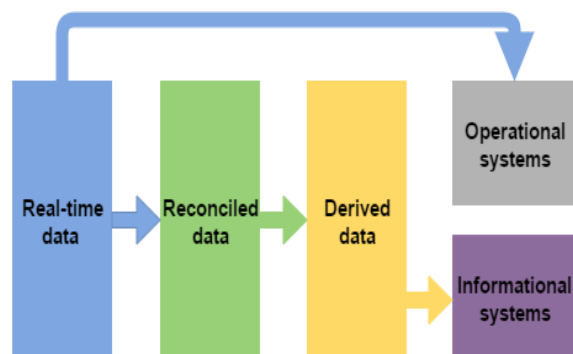 Real-time
data
Reconciled
data
Derived
data
Operational
systems
Informational
systems